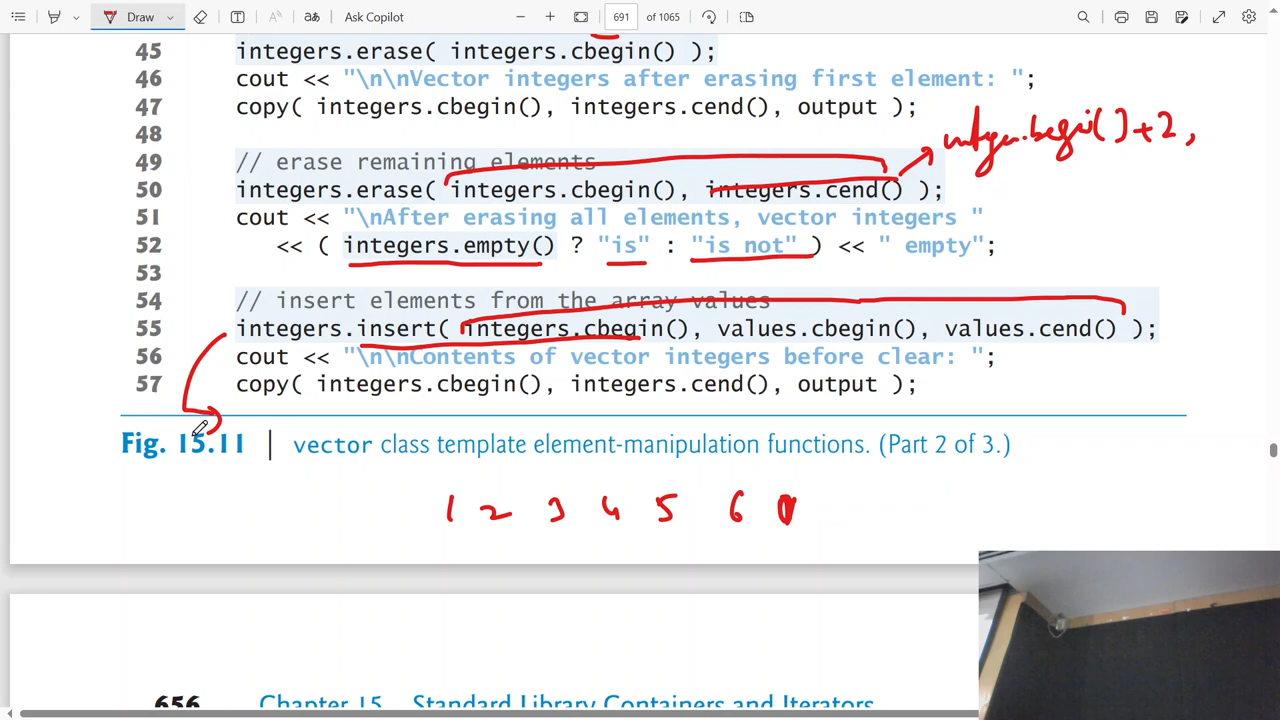 Draw
Ask Copilot
691 of 1065
45 integers.erase( integers.cbegin() );
46 cout << "\n\nVector integers after erasing first element: ";
47 copy( integers.cbegin(), integers.cend(), output );
48
49 // erase remaining elements
50 integers.erase( integers.cbegin(), integers.cend() );
51 cout << "\nAfter erasing all elements, vector integers "
52 << ( integers.empty() ? "is" : "is not" ) << " empty";
53
54 // insert elements from the array values
55 integers.insert( integers.cbegin(), values.cbegin(), values.cend() );
56 cout << "\n\nContents of vector integers before clear: ";
57 copy( integers.cbegin(), integers.cend(), output );
Fig. 15.11 | vector class template element-manipulation functions. (Part 2 of 3.)
1 2 3 4 5 6
656 Chapter 15 Standard Library Containers and Iterators